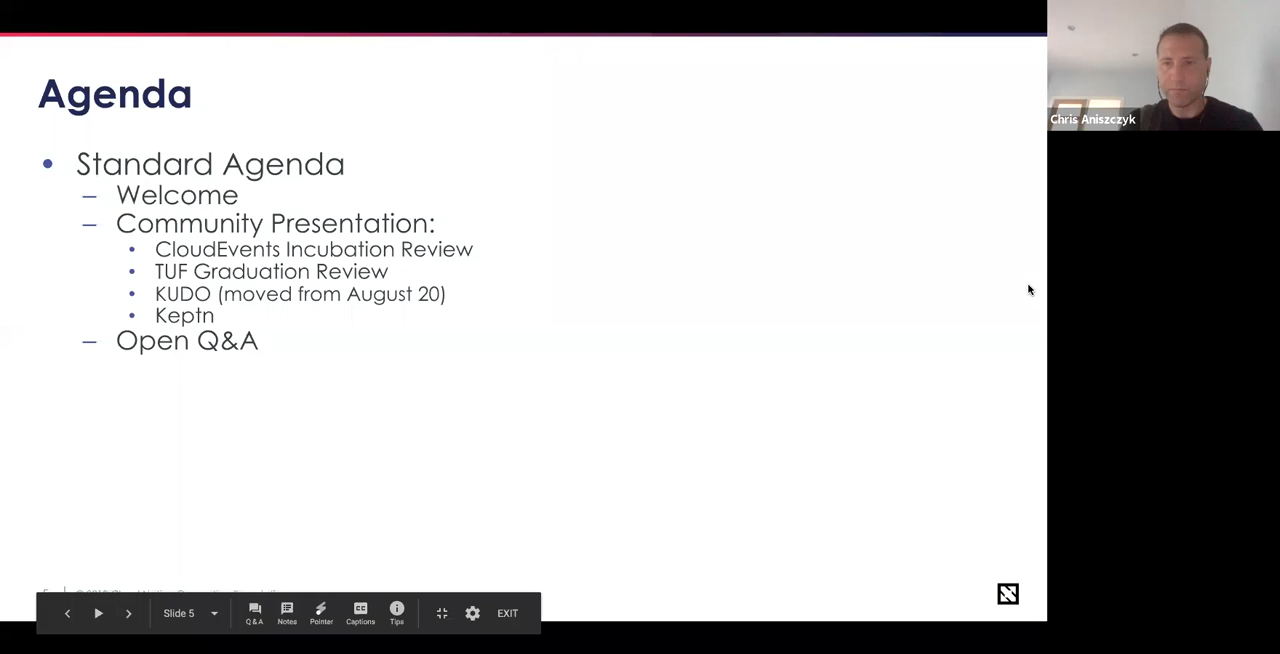 Agenda
Chris Aniszczyk
• Standard Agenda
– Welcome
– Community Presentation:
• CloudEvents Incubation Review
• TUF Graduation Review
• KUDO (moved from August 20)
• Keptn
– Open Q&A
Slide 5
Q & A
Notes
Pointer
Captions
Tips
EXIT